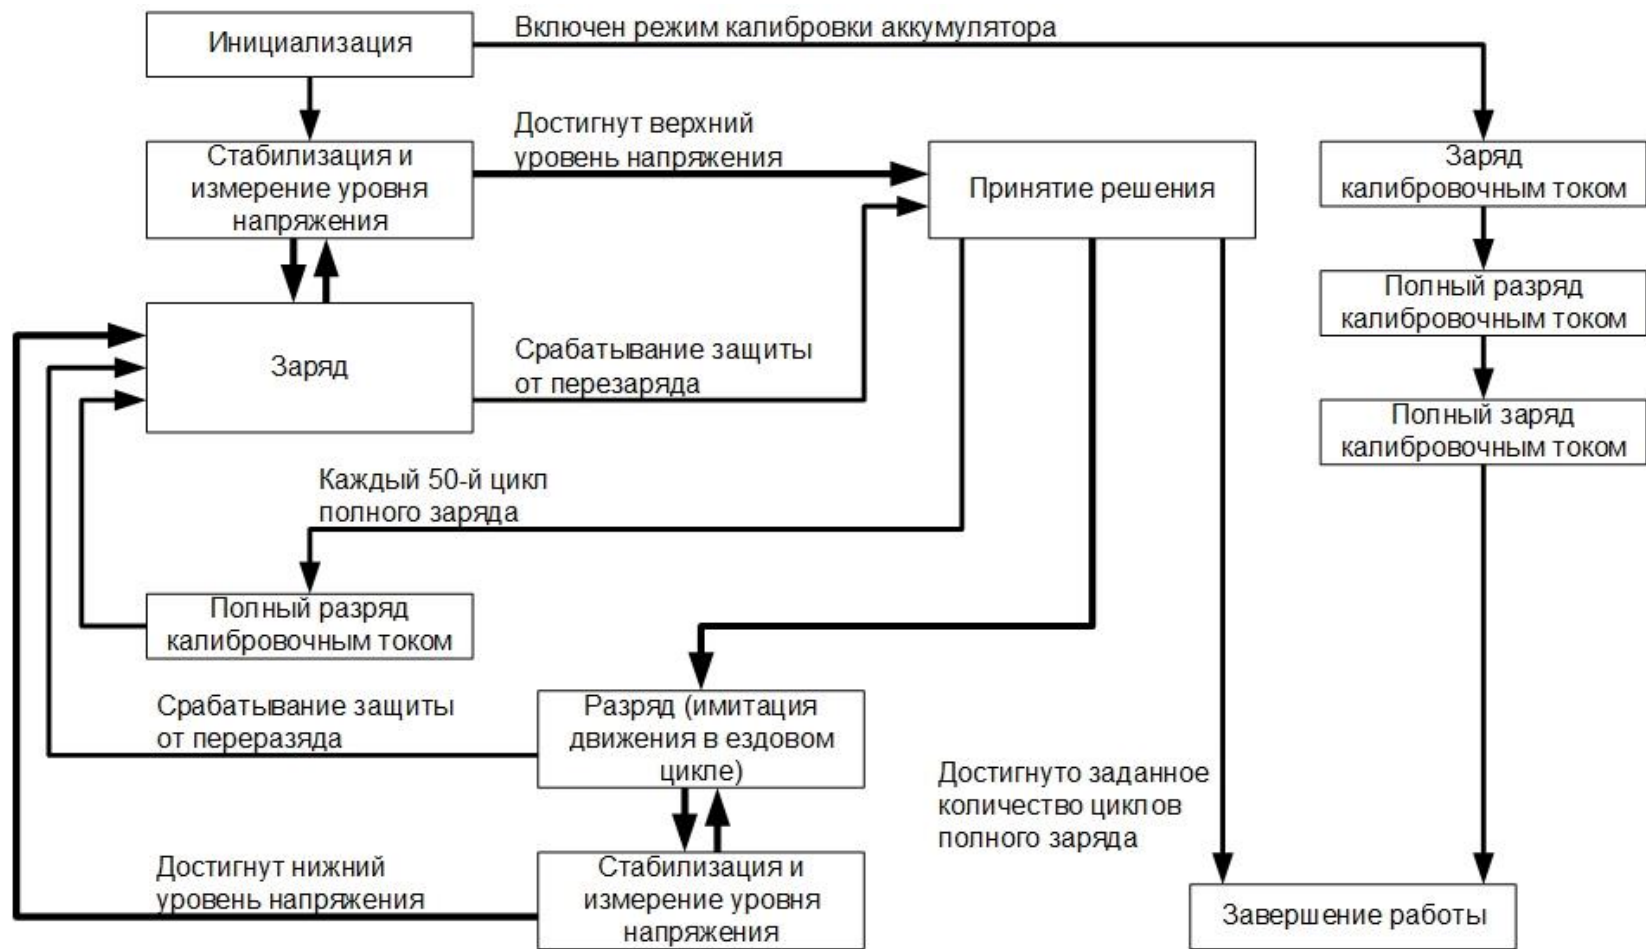 Инициализация
Включен режим калибровки аккумулятора
Стабилизация и
измерение уровня
напряжения
Достигнут верхний
уровень напряжения
Принятие решения
Заряд
калибровочным током
Полный разряд
калибровочным током
Заряд
Срабатывание защиты
от перезаряда
Полный заряд
калибровочным током
Каждый 50-й цикл
полного заряда
Полный разряд
калибровочным током
Срабатывание защиты
от переразяда
Разряд (имитация
движения в ездовом
цикле)
Достигнуто заданное
количество циклов
полного заряда
Достигнут нижний
уровень напряжения
Стабилизация и
измерение уровня
напряжения
Завершение работы